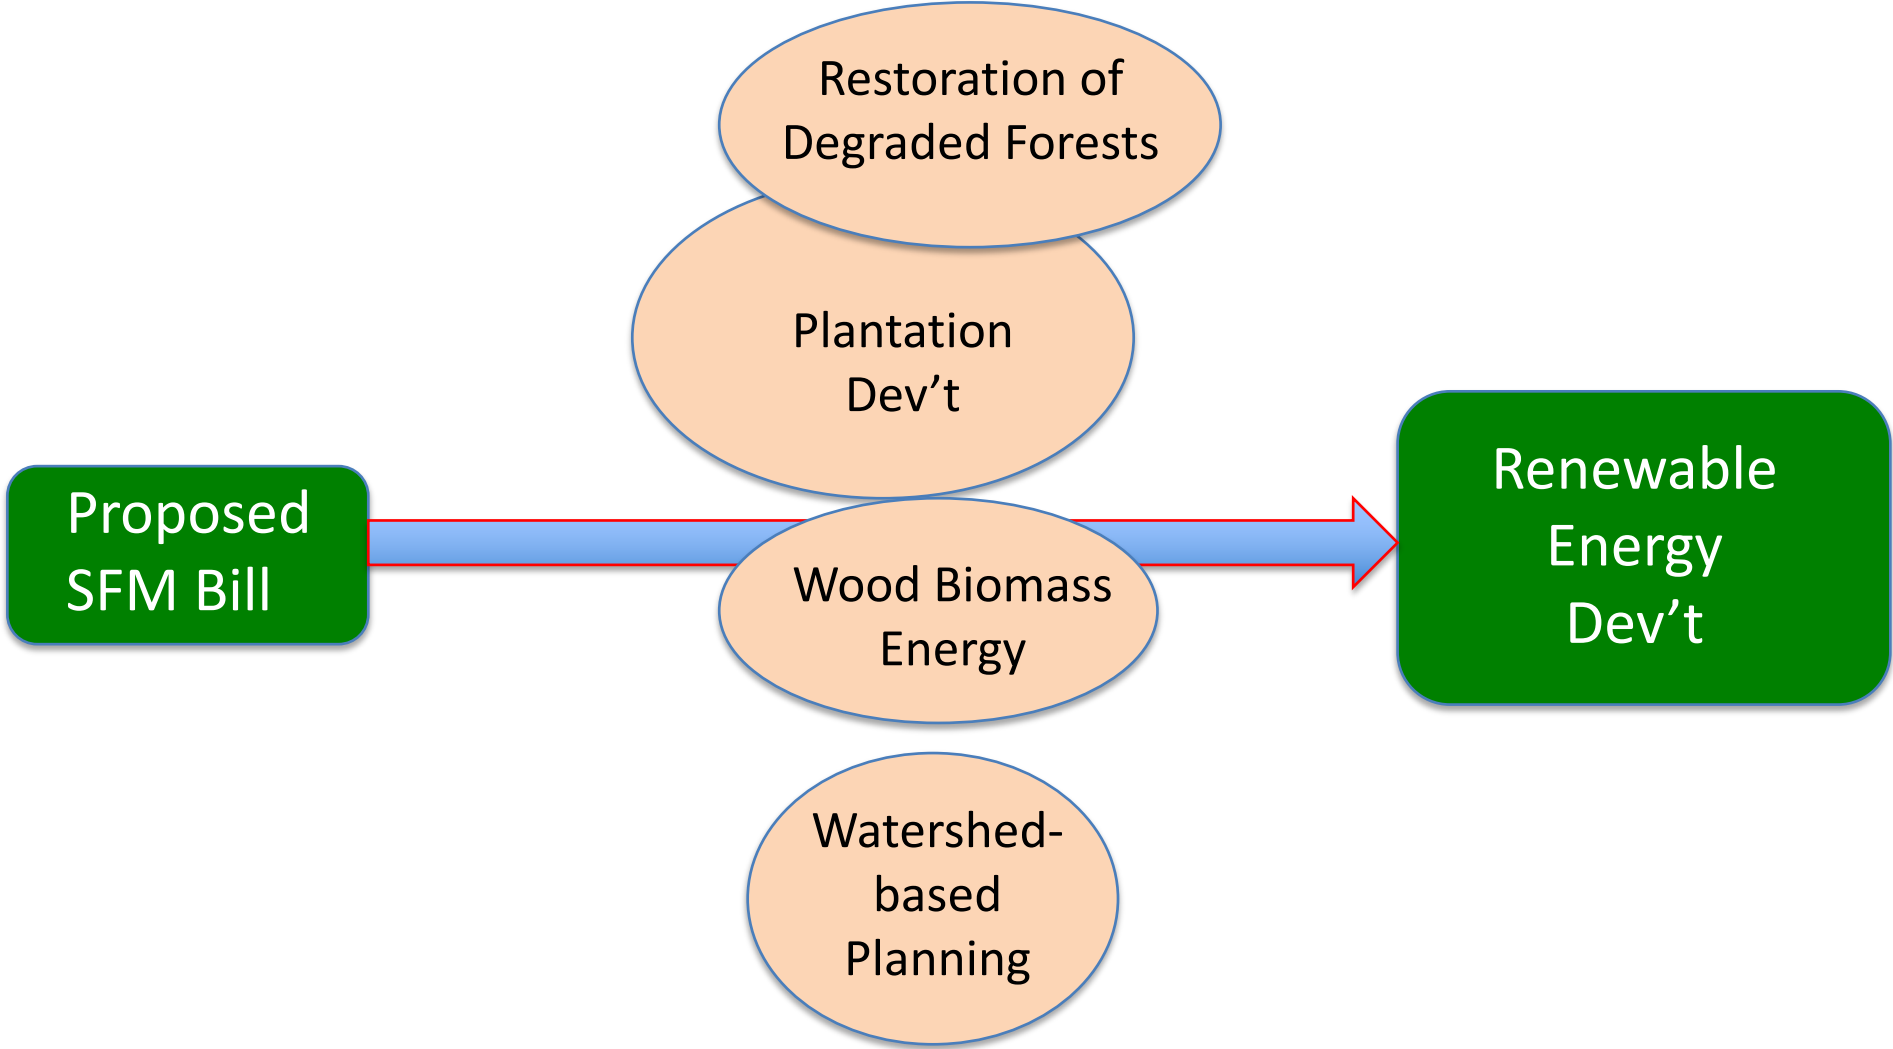 Restoration of
Degraded Forests
Plantation
Dev’t
Proposed
SFM Bill
Wood Biomass
Energy
Renewable
Energy
Dev’t
Watershed-
based
Planning